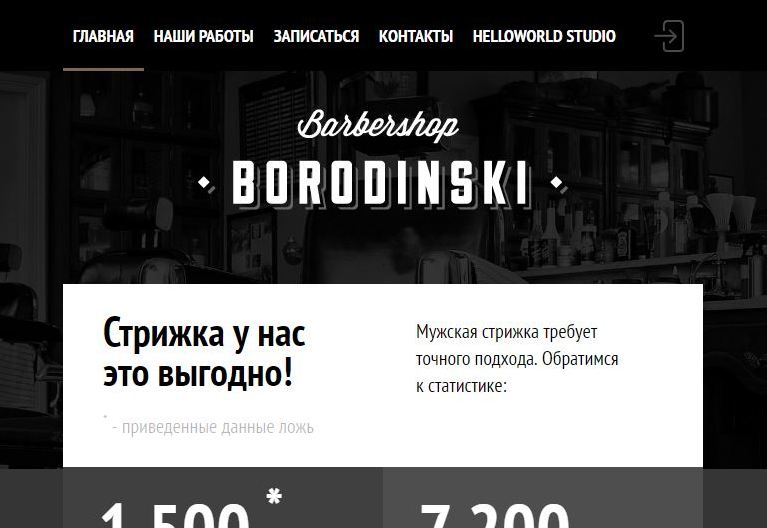 ГЛАВНАЯ НАШИ РАБОТЫ ЗАПИСАТЬСЯ КОНТАКТЫ HELLOWORLD STUDIO
Barbershop
BORODINSKI
Стрижка у нас
это выгодно!
* - приведенные данные ложь
Мужская стрижка требует
точного подхода. Обратимся
к статистике:
1 500 *
7 200